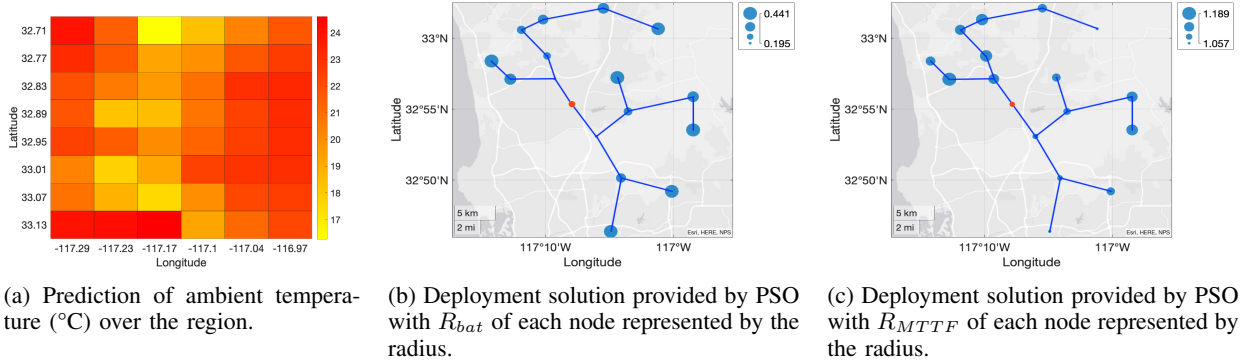 32.71
32.77
32.83
32.89
32.95
33.01
33.07
33.13
Latitude
-117.29 -117.23 -117.17 -117.1 -117.04 -116.97
Longitude
24
23
22
21
20
19
18
17
(a) Prediction of ambient tempera-
ture (°C) over the region.
33°N
32°55'N
32°50'N
Latitude
5 km
2 mi
Esri, HERE, NPS
117°10'W 117°W
Longitude
0.441
0.195
(b) Deployment solution provided by PSO
with R_bat of each node represented by the
radius.
33°N
32°55'N
32°50'N
Latitude
5 km
2 mi
Esri, HERE, NPS
117°10'W 117°W
Longitude
1.189
1.057
(c) Deployment solution provided by PSO
with R_MTTF of each node represented by
the radius.